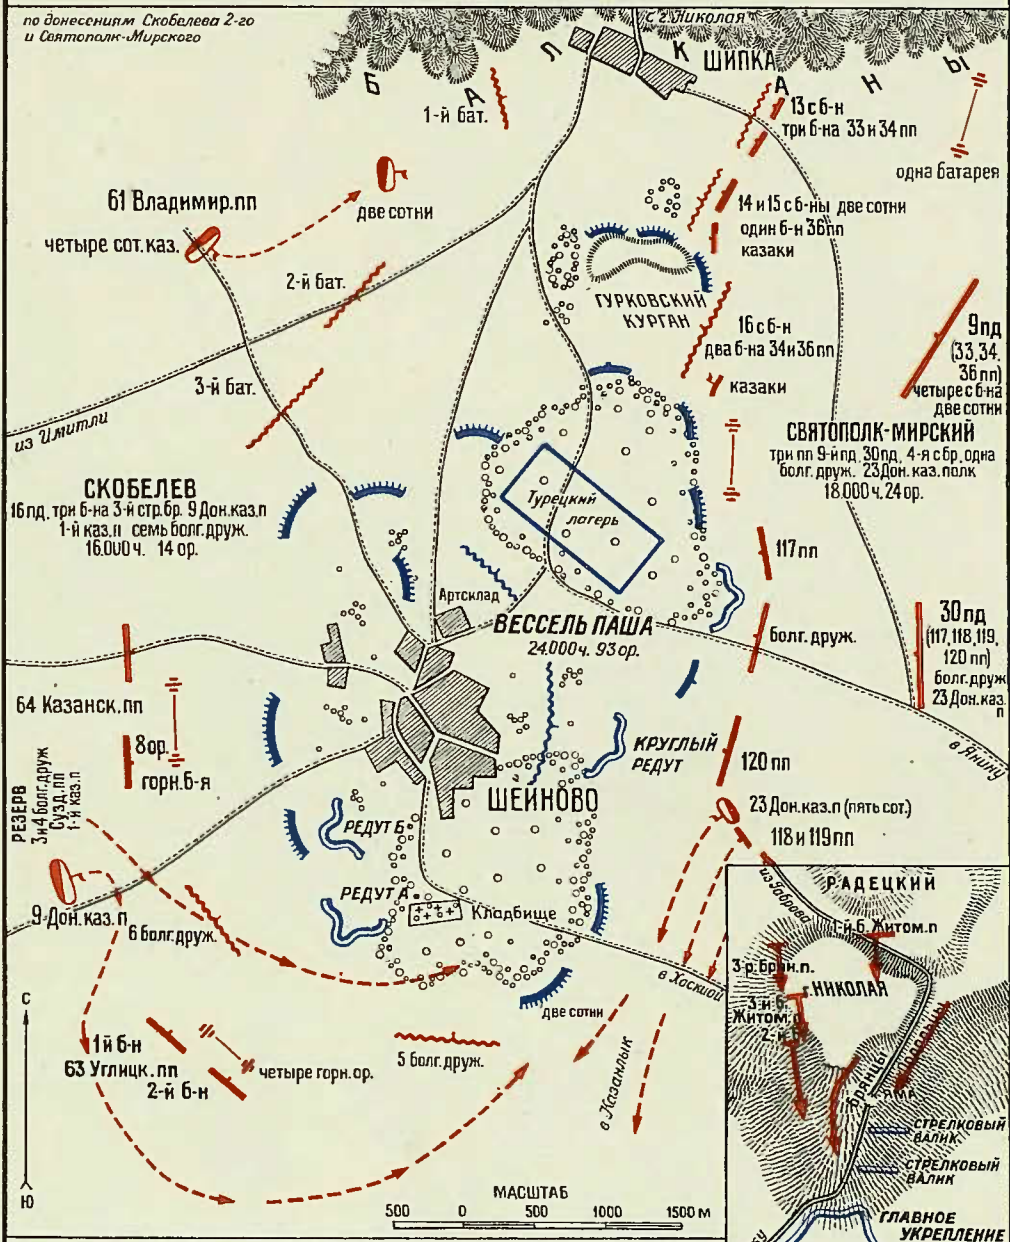 по донесениям Скобелева 2-го
и Святополк-Мирского
с г. Николая
БАЛКАНЫ
ШИПКА
1-й бат.
13 с б-н
три б-на 33 и 34 пп
одна батарея
61 Владимир. пп
четыре сот. каз.
две сотни
14 и 15 с б-ны две сотни
один б-н 36 пп
казаки
2-й бат.
ГУРКОВСКИЙ
КУРГАН
16 с б-н
два б-на 34 и 36 пп
казаки
9 пд
(33, 34,
36 пп)
четыре с б-на
две сотни
3-й бат.
из Имитли
СВЯТОПОЛК-МИРСКИЙ
три пп 9-й пд, 30 пд, 4-я с бр, одна
болг. друж. 23 Дон. каз. полк
18.000 ч. 24 ор.
СКОБЕЛЕВ
16 пд, три б-на 3-й стр. бр. 9 Дон. каз. п
1-й каз. п семь болг. друж.
16.000 ч. 14 ор.
Турецкий
лагерь
117 пп
Артсклад
ВЕССЕЛЬ ПАША
24.000 ч. 93 ор.
болг. друж.
30 пд
(117, 118, 119,
120 пп)
болг. друж
23 Дон. каз.
п
в Янину
64 Казанск. пп
8 ор.
горн. б-я
КРУГЛЫЙ
РЕДУТ
120 пп
ШЕЙНОВО
РЕЗЕРВ
3 и 4 болг. друж
Сузд. пп
1-й каз. п
РЕДУТ Б
РЕДУТ А
Кладбище
23 Дон. каз. п (пять сот.)
118 и 119 пп
9 Дон. каз. п
6 болг. друж.
в Хоскиой
две сотни
1 й б-н
63 Углицк. пп
2-й б-н
четыре горн. ор.
5 болг. друж.
в Казанлык
С
Ю
МАСШТАБ
500 0 500 1000 1500 м
из Габрова
РАДЕЦКИЙ
1-й б. Житом. п
3-р. Брян. п.
г. НИКОЛАЯ
3-й б.
Житом. п
2-й б
Брянцы
ЯМА
СТРЕЛКОВЫЙ
ВАЛИК
СТРЕЛКОВЫЙ
ВАЛИК
ГЛАВНОЕ
УКРЕПЛЕНИЕ